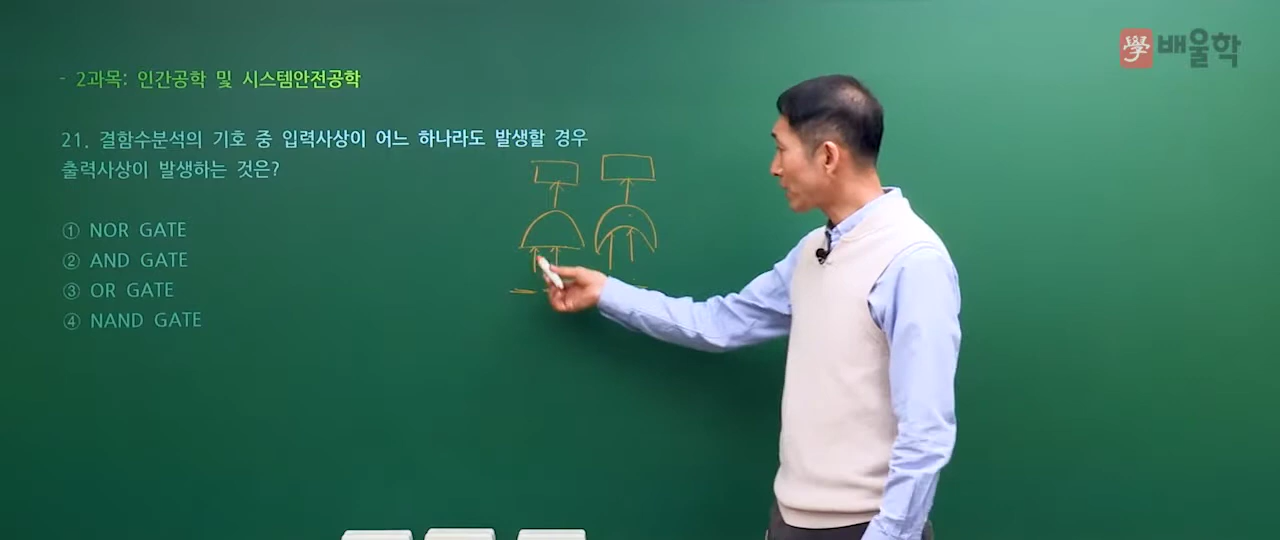 學 배울학
- 2과목: 인간공학 및 시스템안전공학
21. 결함수분석의 기호 중 입력사상이 어느 하나라도 발생할 경우
출력사상이 발생하는 것은?
① NOR GATE
② AND GATE
③ OR GATE
④ NAND GATE